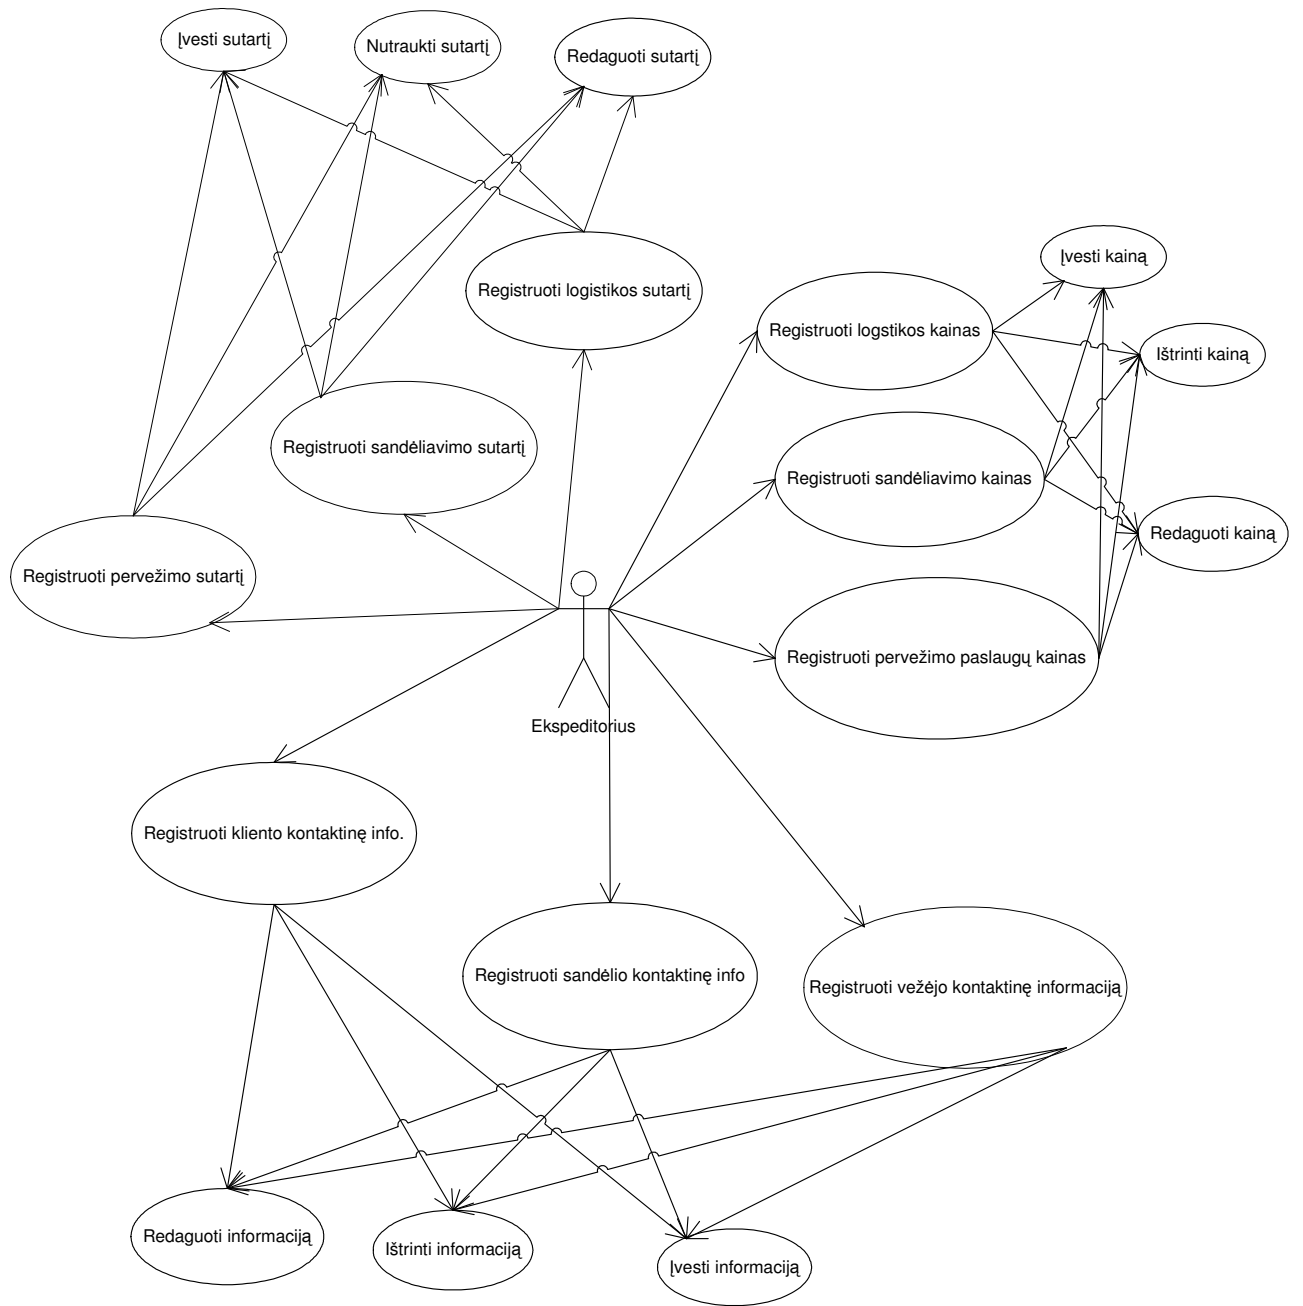 Įvesti sutartį
Nutraukti sutartį
Redaguoti sutartį
Registruoti logistikos sutartį
Įvesti kainą
Registruoti logstikos kainas
Ištrinti kainą
Registruoti sandėliavimo sutartį
Registruoti sandėliavimo kainas
Redaguoti kainą
Registruoti pervežimo sutartį
Registruoti pervežimo paslaugų kainas
Ekspeditorius
Registruoti kliento kontaktinę info.
Registruoti sandėlio kontaktinę info
Registruoti vežėjo kontaktinę informaciją
Redaguoti informaciją
Ištrinti informaciją
Įvesti informaciją